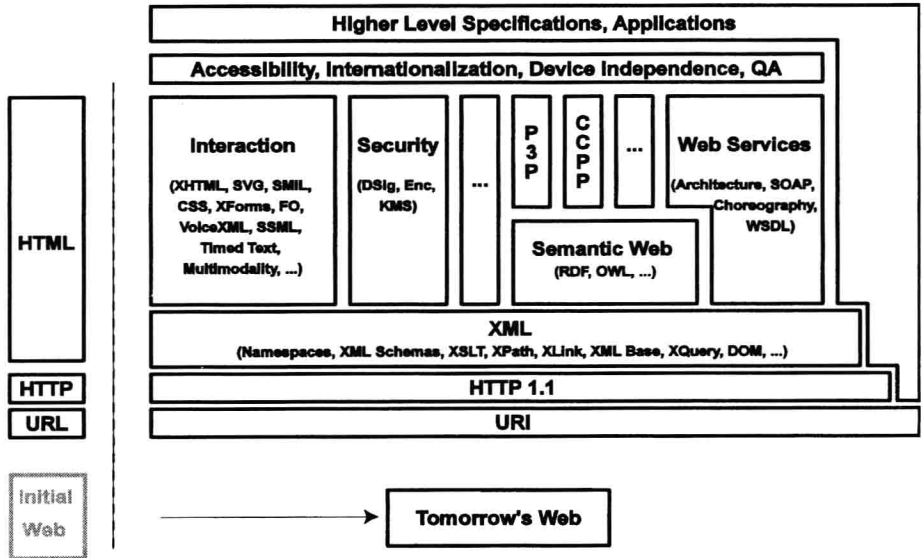 Higher Level Specifications, Applications
Accessibility, Internationalization, Device Independence, QA
HTML
Interaction
(XHTML, SVG, SMIL,
CSS, XForms, FO,
VoiceXML, SSML,
Timed Text,
Multimodality, ...)
Security
(DSig, Enc,
KMS)
...
P3P
CCPP
...
Web Services
(Architecture, SOAP,
Choreography,
WSDL)
Semantic Web
(RDF, OWL, ...)
XML
(Namespaces, XML Schemas, XSLT, XPath, XLink, XML Base, XQuery, DOM, ...)
HTTP
HTTP 1.1
URL
URI
Initial
Web
Tomorrow's Web